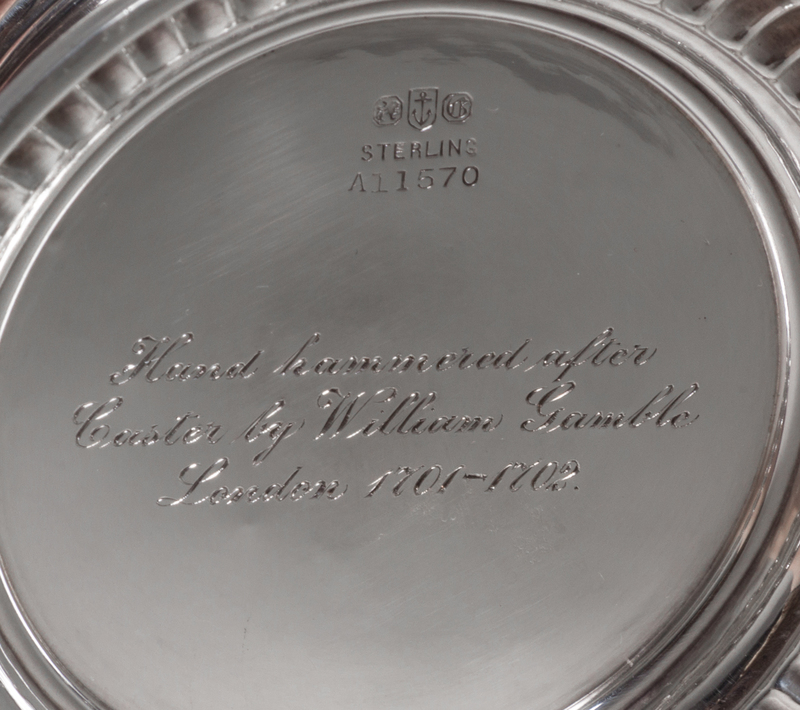 STERLING
A11570
Hand hammered after
Caster by William Gamble
London 1701-1702.